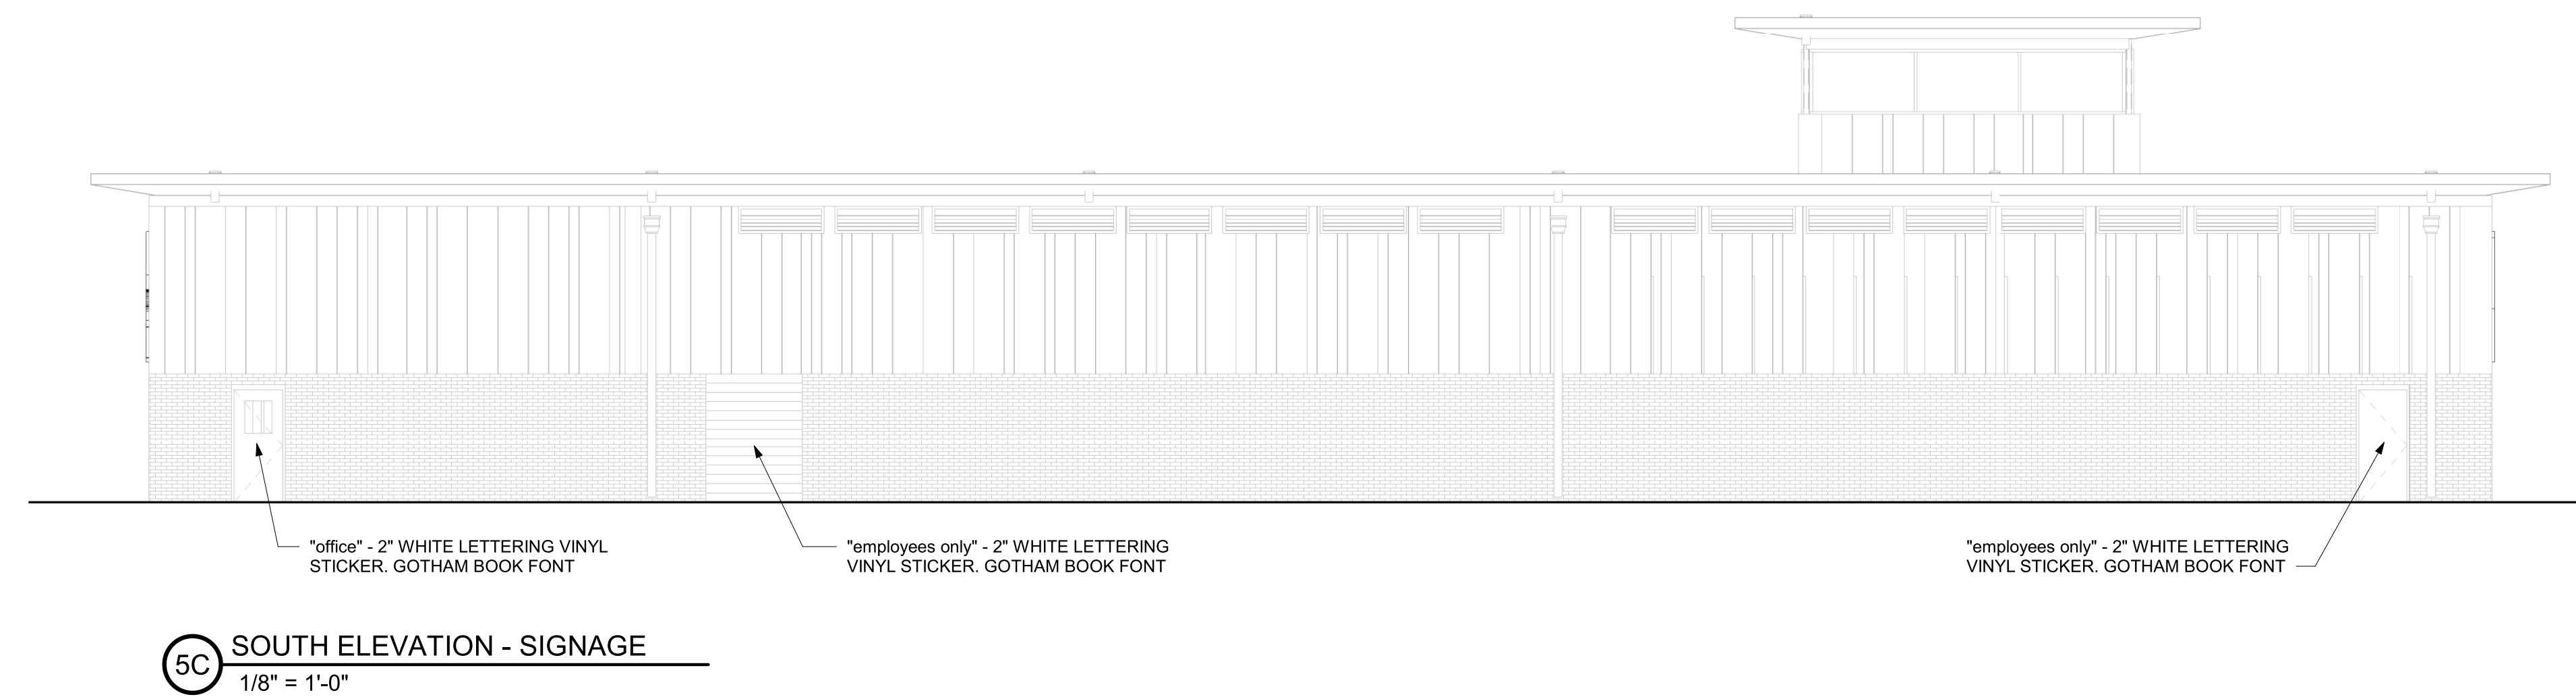 "office" - 2" WHITE LETTERING VINYL
STICKER. GOTHAM BOOK FONT
"employees only" - 2" WHITE LETTERING
VINYL STICKER. GOTHAM BOOK FONT
"employees only" - 2" WHITE LETTERING
VINYL STICKER. GOTHAM BOOK FONT
5C
SOUTH ELEVATION - SIGNAGE
1/8" = 1'-0"